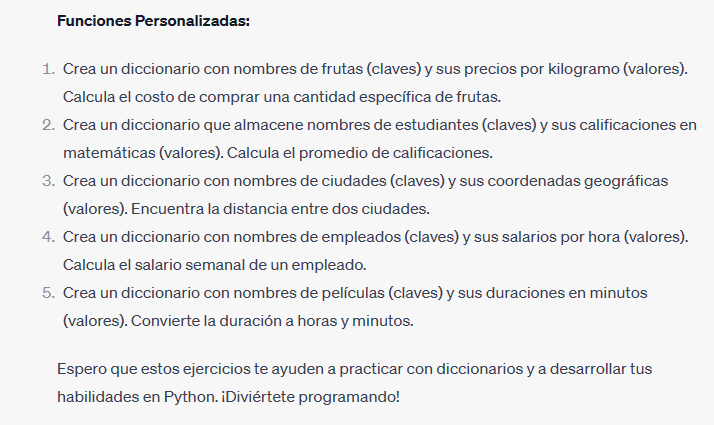 Funciones Personalizadas:
1. Crea un diccionario con nombres de frutas (claves) y sus precios por kilogramo (valores).
Calcula el costo de comprar una cantidad específica de frutas.
2. Crea un diccionario que almacene nombres de estudiantes (claves) y sus calificaciones en
matemáticas (valores). Calcula el promedio de calificaciones.
3. Crea un diccionario con nombres de ciudades (claves) y sus coordenadas geográficas
(valores). Encuentra la distancia entre dos ciudades.
4. Crea un diccionario con nombres de empleados (claves) y sus salarios por hora (valores).
Calcula el salario semanal de un empleado.
5. Crea un diccionario con nombres de películas (claves) y sus duraciones en minutos
(valores). Convierte la duración a horas y minutos.
Espero que estos ejercicios te ayuden a practicar con diccionarios y a desarrollar tus
habilidades en Python. ¡Diviértete programando!